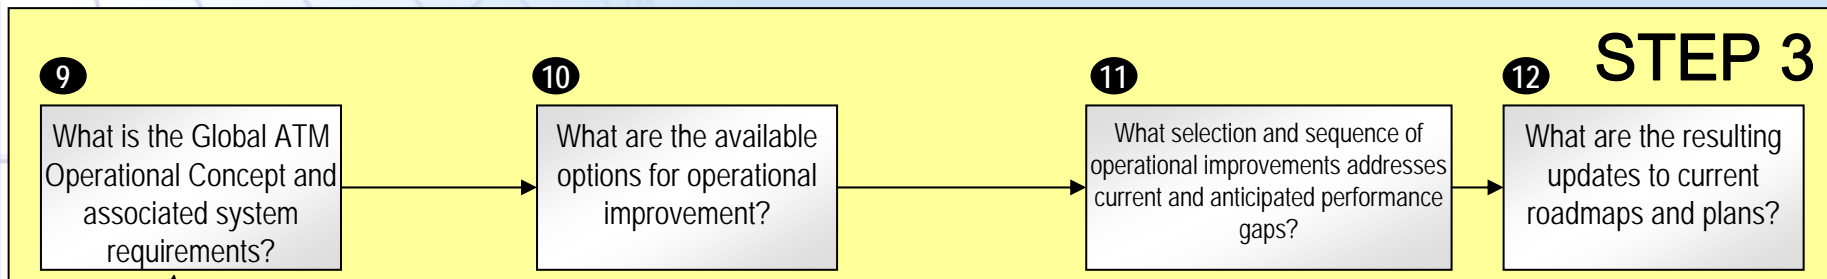 STEP 3
9
What is the Global ATM
Operational Concept and
associated system
requirements?
10
What are the available
options for operational
improvement?
11
What selection and sequence of
operational improvements addresses
current and anticipated performance
gaps?
12
What are the resulting
updates to current
roadmaps and plans?